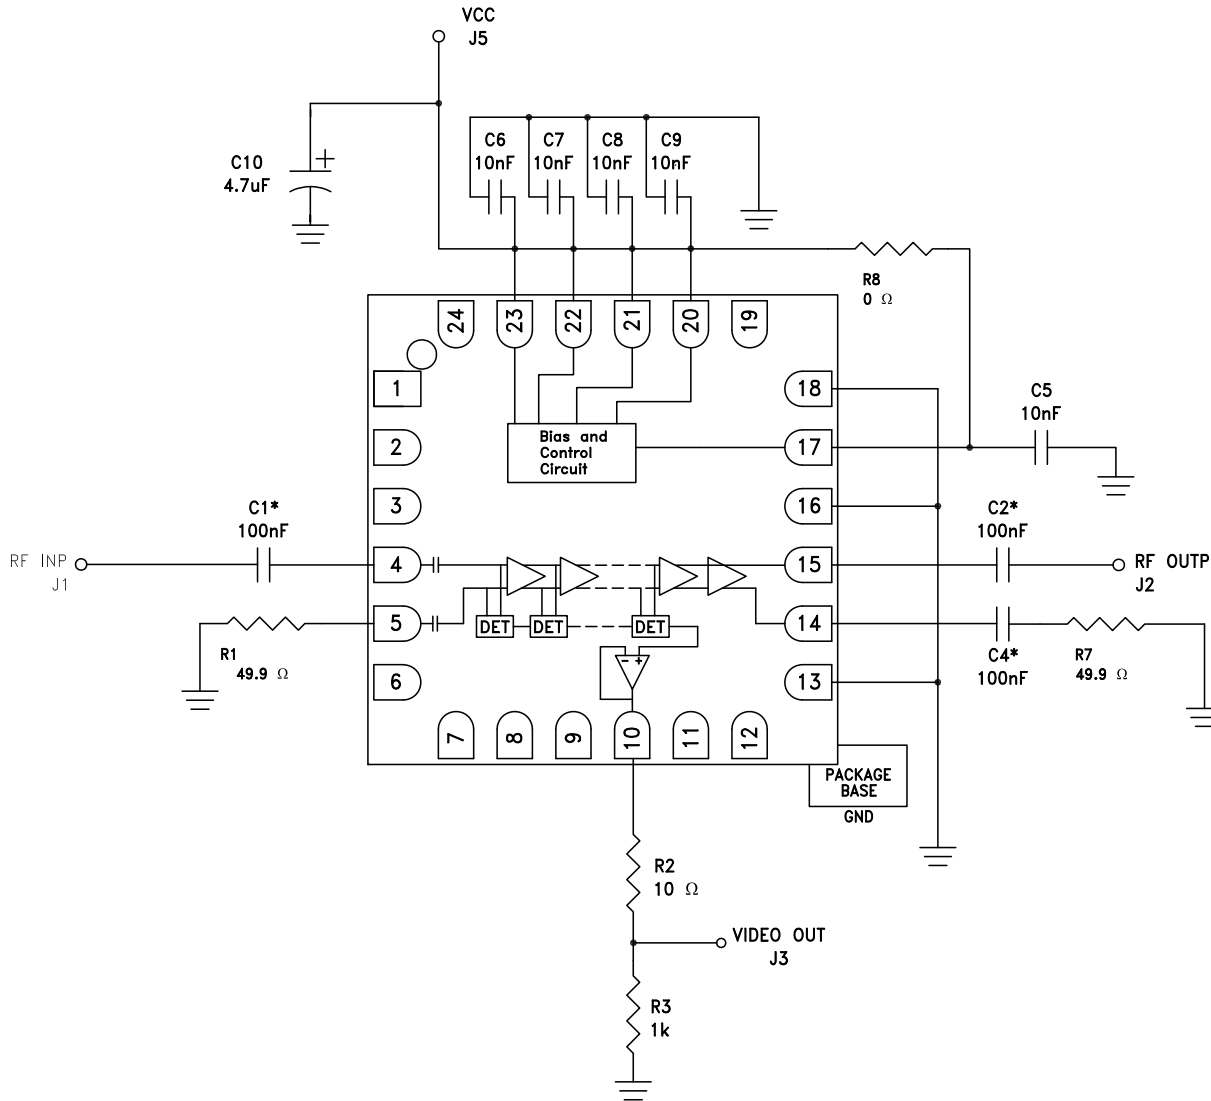 VCC
J5
C10
4.7uF
+
C6
10nF
C7
10nF
C8
10nF
C9
10nF
R8
0 Ω
24
23
22
21
20
19
1
2
3
4
5
6
18
17
16
15
14
13
Bias and
Control
Circuit
C5
10nF
C1*
100nF
RF INP
J1
R1
49.9 Ω
C2*
100nF
RF OUTP
J2
C4*
100nF
R7
49.9 Ω
DET
DET
DET
- +
7
8
9
10
11
12
PACKAGE
BASE
GND
R2
10 Ω
VIDEO OUT
J3
R3
1k